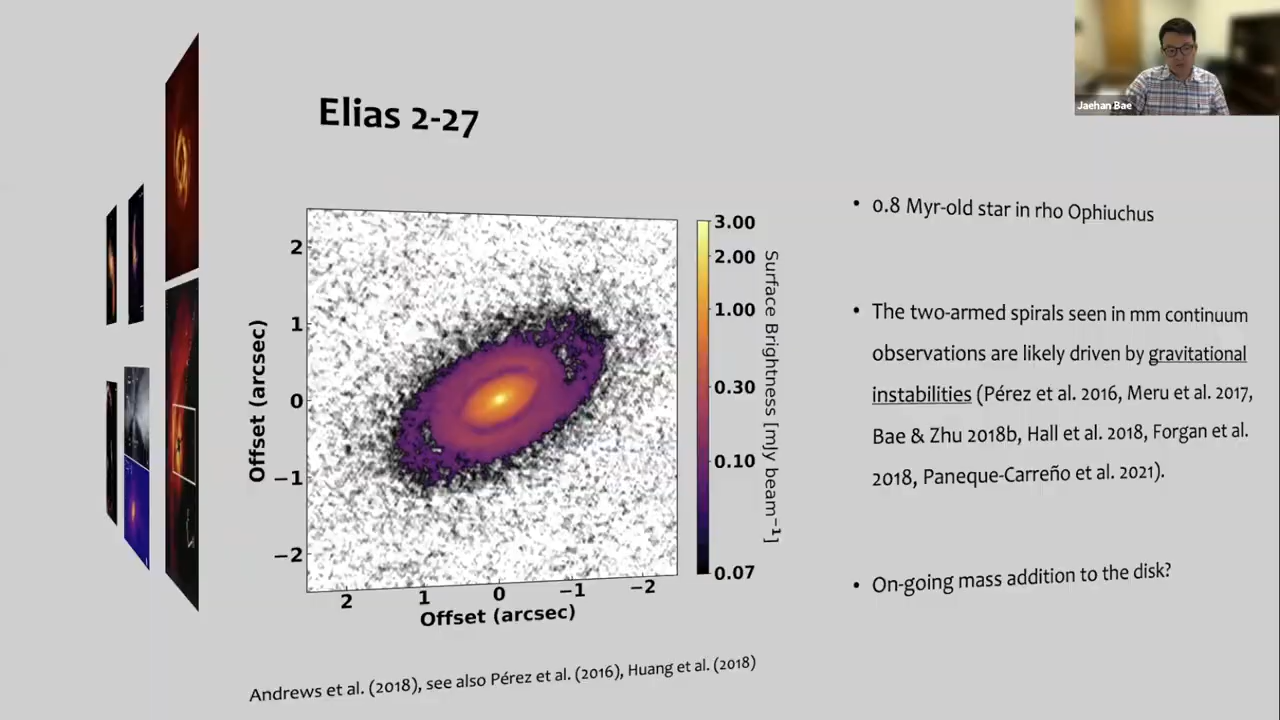 Jaehan Bae
Elias 2-27
• 0.8 Myr-old star in rho Ophiuchus
• The two-armed spirals seen in mm continuum
observations are likely driven by gravitational
instabilities (Pérez et al. 2016, Meru et al. 2017,
Bae & Zhu 2018b, Hall et al. 2018, Forgan et al.
2018, Paneque-Carreño et al. 2021).
• On-going mass addition to the disk?
Offset (arcsec)
2
1
0
−1
−2
2 1 0 −1 −2
Offset (arcsec)
3.00
2.00
1.00
0.30
0.10
0.07
Surface Brightness [mJy beam⁻¹]
Andrews et al. (2018), see also Pérez et al. (2016), Huang et al. (2018)